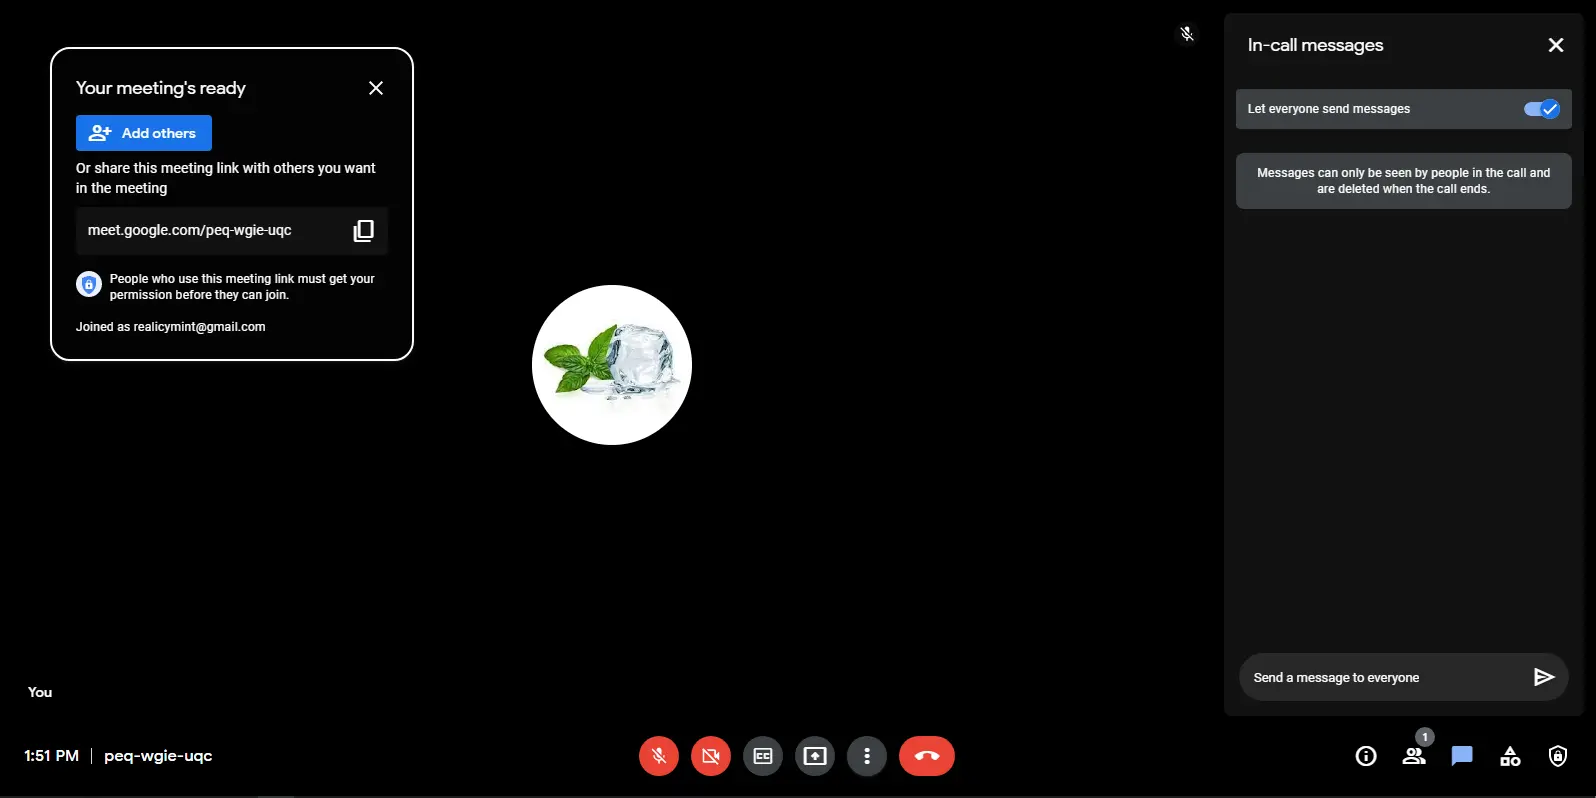 Your meeting's ready
Add others
Or share this meeting link with others you want
in the meeting
meet.google.com/peq-wgie-uqc
People who use this meeting link must get your
permission before they can join.
Joined as realicymint@gmail.com
You
1:51 PM | peq-wgie-uqc
CC
In-call messages
Let everyone send messages
Messages can only be seen by people in the call and
are deleted when the call ends.
Send a message to everyone
1